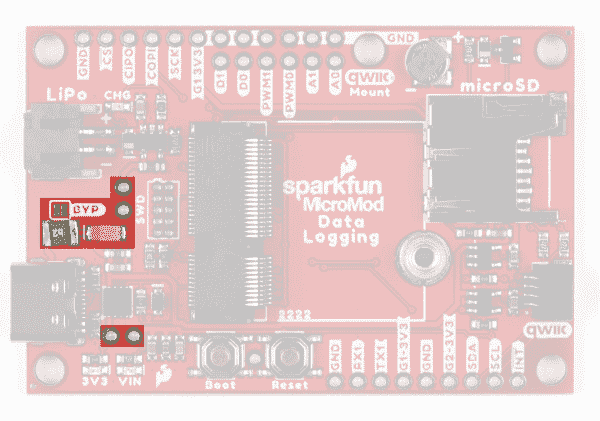 GND
CS
CIPO
COPI
SCK
G13V3
D1
D0
PWM1
PWM0
A1
A0
GND
qwiic
Mount
microSD
LiPo
CHG
+
+
-
BYP
SWD
sparkfun
MicroMod
Data
Logging
2222
qwiic
3V3
VIN
Boot
Reset
GND
RX1
TX1
G1-3V3
GND
G2-3V3
SDA
SCL
INT